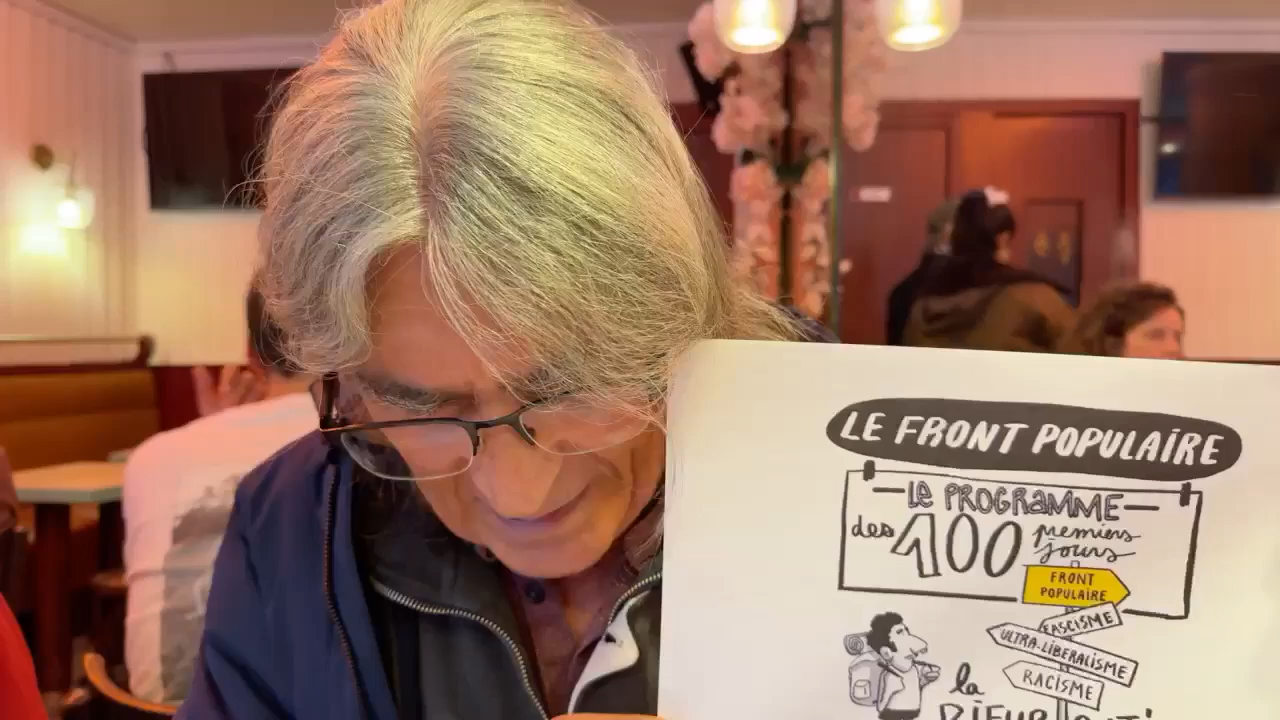 LE FRONT POPULAIRE
LE PROGRAMME
des 100 premiers
jours
FRONT
POPULAIRE
FASCISME
ULTRA-LIBERALISME
RACISME
la